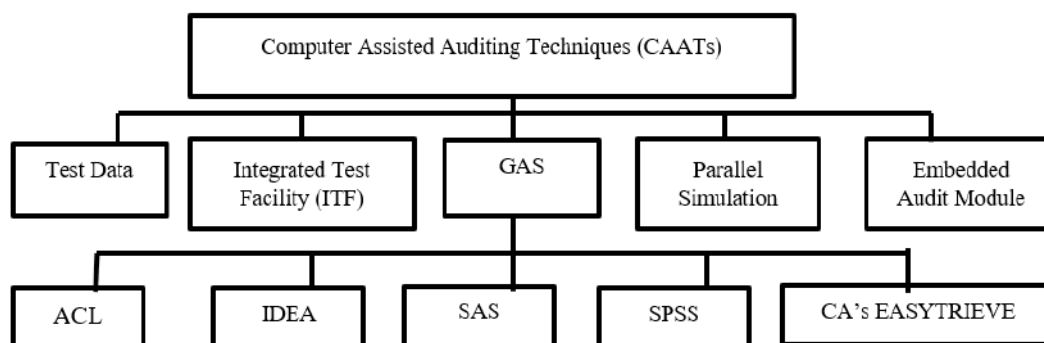 Computer Assisted Auditing Techniques (CAATs)
Test Data
Integrated Test
Facility (ITF)
GAS
Parallel
Simulation
Embedded
Audit Module
ACL
IDEA
SAS
SPSS
CA's EASYTRIEVE